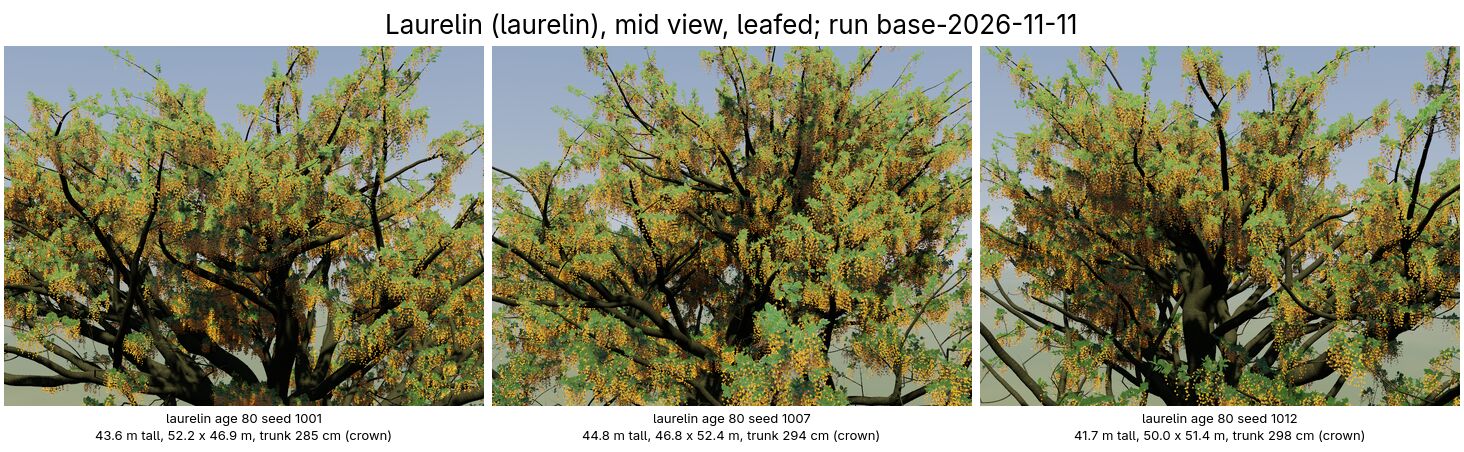 Laurelin (laurelin), mid view, leafed; run base-2026-11-11
laurelin age 80 seed 1001
43.6 m tall, 52.2 x 46.9 m, trunk 285 cm (crown)
laurelin age 80 seed 1007
44.8 m tall, 46.8 x 52.4 m, trunk 294 cm (crown)
laurelin age 80 seed 1012
41.7 m tall, 50.0 x 51.4 m, trunk 298 cm (crown)